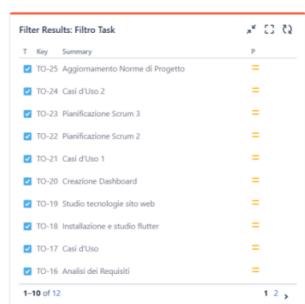 Filter Results: Filtro Task
T Key Summary P
TO-25 Aggiornamento Norme di Progetto
TO-24 Casi d'Uso 2
TO-23 Pianificazione Scrum 3
TO-22 Pianificazione Scrum 2
TO-21 Casi d'Uso 1
TO-20 Creazione Dashboard
TO-19 Studio tecnologie sito web
TO-18 Installazione e studio flutter
TO-17 Casi d'Uso
TO-16 Analisi dei Requisiti
1–10 of 12 1 2